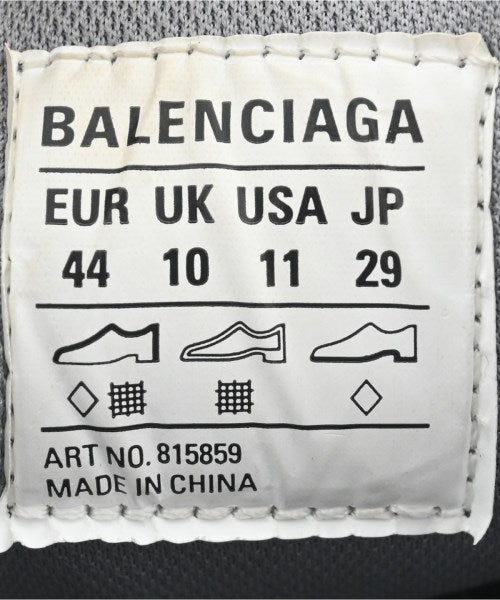 BALENCIAGA
EUR UK USA JP
44 10 11 29
ART NO. 815859
MADE IN CHINA